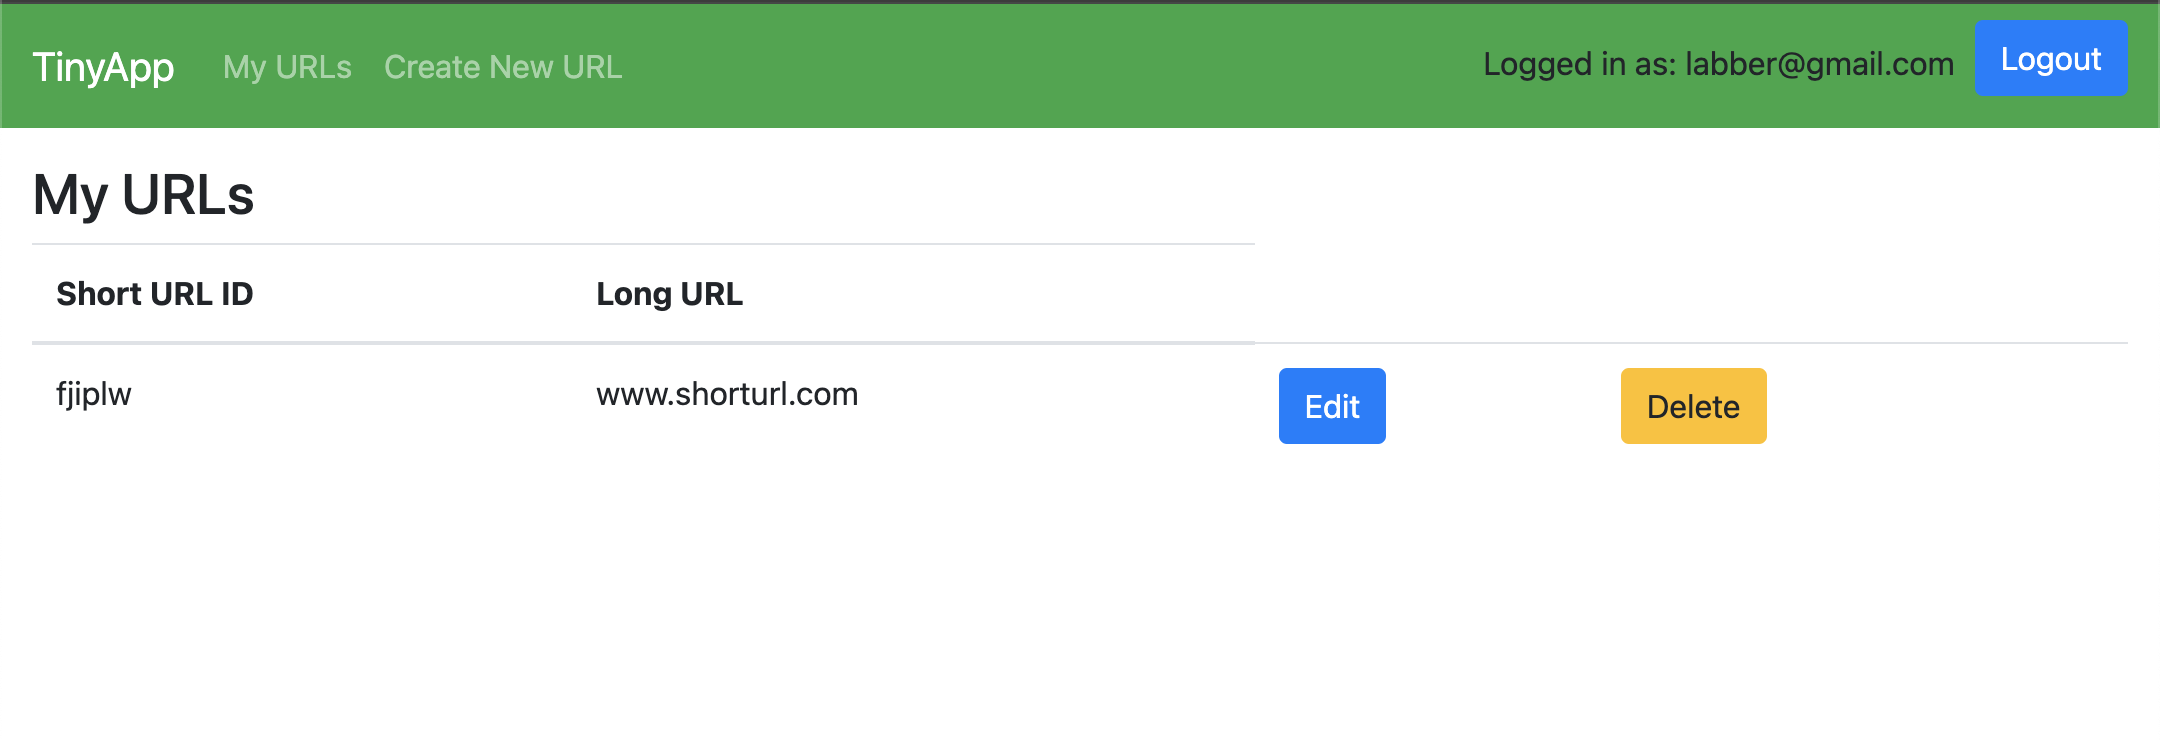 TinyApp My URLs Create New URL Logged in as: labber@gmail.com Logout
My URLs
Short URL ID Long URL
fjiplw www.shorturl.com Edit Delete